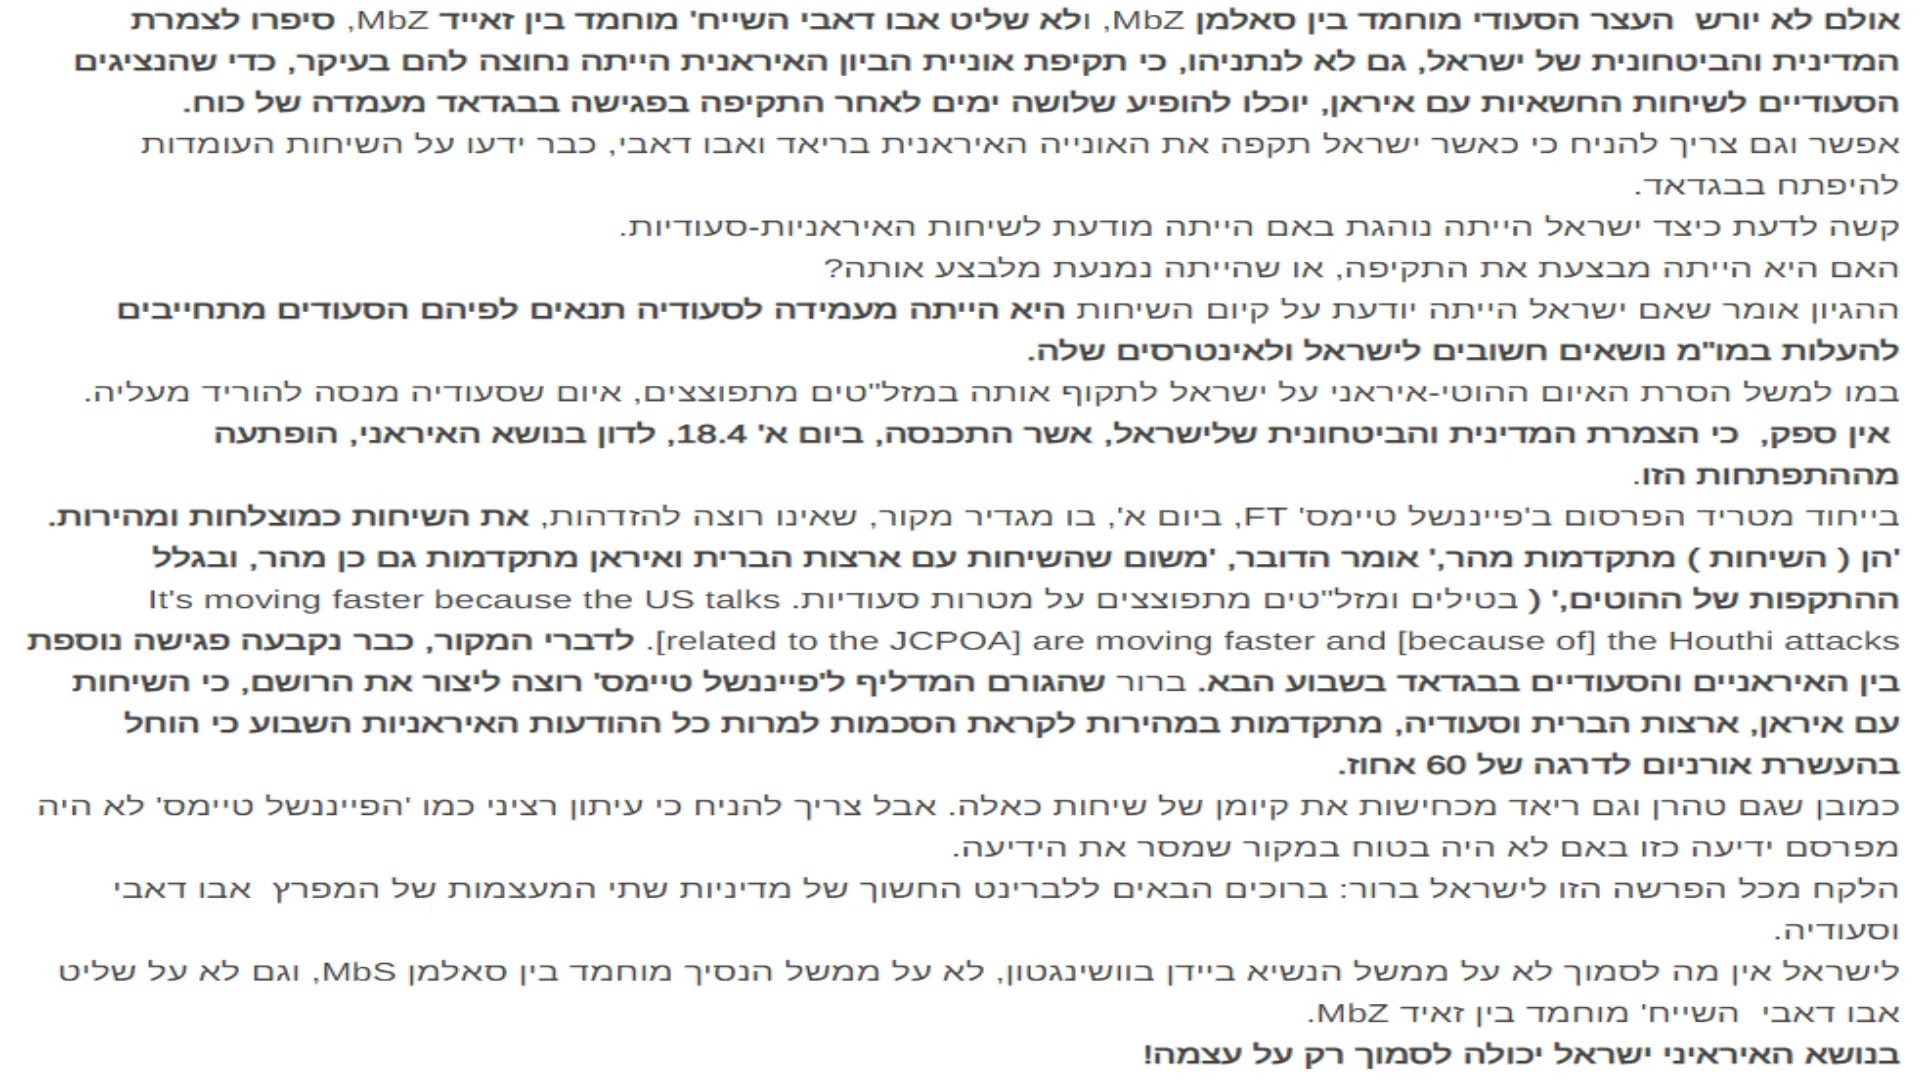 אולם לא יורש  העצר הסעודי מוחמד בין סאלמן MbZ, ולא שליט אבו דאבי השייח' מוחמד בין זאייד MbZ, סיפרו לצמרת
המדינית והביטחונית של ישראל, גם לא לנתניהו, כי תקיפת אוניית הביון האיראנית הייתה נחוצה להם בעיקר, כדי שהנציגים
הסעודיים לשיחות החשאיות עם איראן, יוכלו להופיע שלושה ימים לאחר התקיפה בפגישה בבגדאד מעמדה של כוח.
אפשר וגם צריך להניח כי כאשר ישראל תקפה את האונייה האיראנית בריאד ואבו דאבי, כבר ידעו על השיחות העומדות
להיפתח בבגדאד.
קשה לדעת כיצד ישראל הייתה נוהגת באם הייתה מודעת לשיחות האיראניות-סעודיות.
האם היא הייתה מבצעת את התקיפה, או שהייתה נמנעת מלבצע אותה?
ההגיון אומר שאם ישראל הייתה יודעת על קיום השיחות היא הייתה מעמידה לסעודיה תנאים לפיהם הסעודים מתחייבים
להעלות במו"מ נושאים חשובים לישראל ולאינטרסים שלה.
במו למשל הסרת האיום ההוטי-איראני על ישראל לתקוף אותה במזל"טים מתפוצצים, איום שסעודיה מנסה להוריד מעליה.
אין ספק,  כי הצמרת המדינית והביטחונית שלישראל, אשר התכנסה, ביום א' 18.4, לדון בנושא האיראני, הופתעה
מההתפתחות הזו.
בייחוד מטריד הפרסום ב'פייננשל טיימס' FT, ביום א', בו מגדיר מקור, שאינו רוצה להזדהות, את השיחות כמוצלחות ומהירות.
'הן ( השיחות ) מתקדמות מהר,' אומר הדובר, 'משום שהשיחות עם ארצות הברית ואיראן מתקדמות גם כן מהר, ובגלל
ההתקפות של ההוטים,' ( בטילים ומזל"טים מתפוצצים על מטרות סעודיות. It's moving faster because the US talks
[related to the JCPOA] are moving faster and [because of] the Houthi attacks. לדברי המקור, כבר נקבעה פגישה נוספת
בין האיראניים והסעודיים בבגדאד בשבוע הבא. ברור שהגורם המדליף ל'פייננשל טיימס' רוצה ליצור את הרושם, כי השיחות
עם איראן, ארצות הברית וסעודיה, מתקדמות במהירות לקראת הסכמות למרות כל ההודעות האיראניות השבוע כי הוחל
בהעשרת אורניום לדרגה של 60 אחוז.
כמובן שגם טהרן וגם ריאד מכחישות את קיומן של שיחות כאלה. אבל צריך להניח כי עיתון רציני כמו 'הפייננשל טיימס' לא היה
מפרסם ידיעה כזו באם לא היה בטוח במקור שמסר את הידיעה.
הלקח מכל הפרשה הזו לישראל ברור: ברוכים הבאים ללברינט החשוך של מדיניות שתי המעצמות של המפרץ  אבו דאבי
וסעודיה.
לישראל אין מה לסמוך לא על ממשל הנשיא ביידן בוושינגטון, לא על ממשל הנסיך מוחמד בין סאלמן MbS, וגם לא על שליט
אבו דאבי  השייח' מוחמד בין זאיד MbZ.
בנושא האיראיני ישראל יכולה לסמוך רק על עצמה!